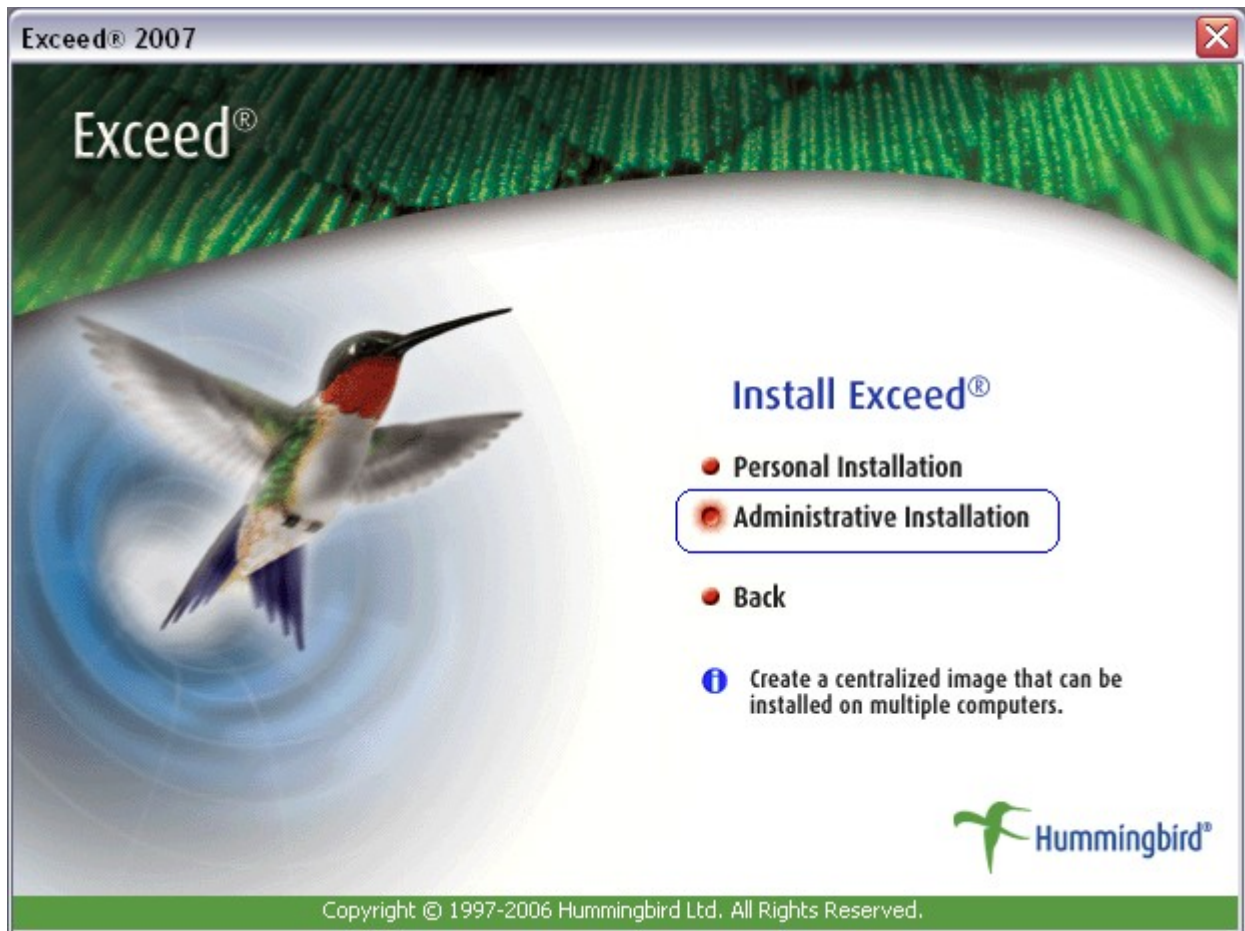 Exceed® 2007
Exceed®
Install Exceed®
Personal Installation
Administrative Installation
Back
Create a centralized image that can be
installed on multiple computers.
Hummingbird®
Copyright © 1997-2006 Hummingbird Ltd. All Rights Reserved.